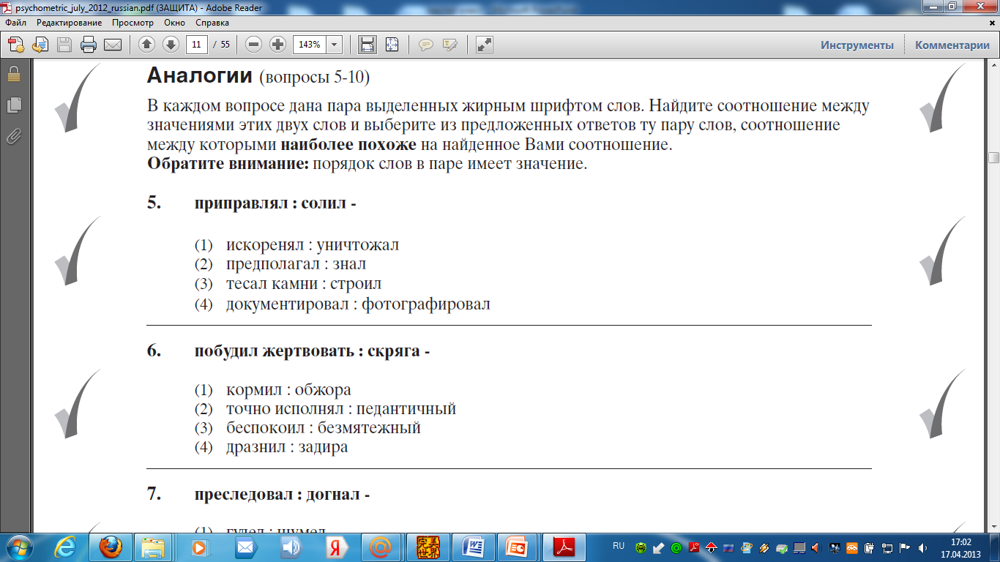 psychometric_july_2012_russian.pdf (ЗАЩИТА) - Adobe Reader
Файл Редактирование Просмотр Окно Справка
11 / 55 143% Инструменты Комментарии
Аналогии (вопросы 5-10)
В каждом вопросе дана пара выделенных жирным шрифтом слов. Найдите соотношение между
значениями этих двух слов и выберите из предложенных ответов ту пару слов, соотношение
между которыми наиболее похоже на найденное Вами соотношение.
Обратите внимание: порядок слов в паре имеет значение.
5. приправлял : солил -
(1) искоренял : уничтожал
(2) предполагал : знал
(3) тесал камни : строил
(4) документировал : фотографировал
6. побудил жертвовать : скряга -
(1) кормил : обжора
(2) точно исполнял : педантичный
(3) беспокоил : безмятежный
(4) дразнил : задира
7. преследовал : догнал -
(1) гудел : шумел
RU 17:02
17.04.2013